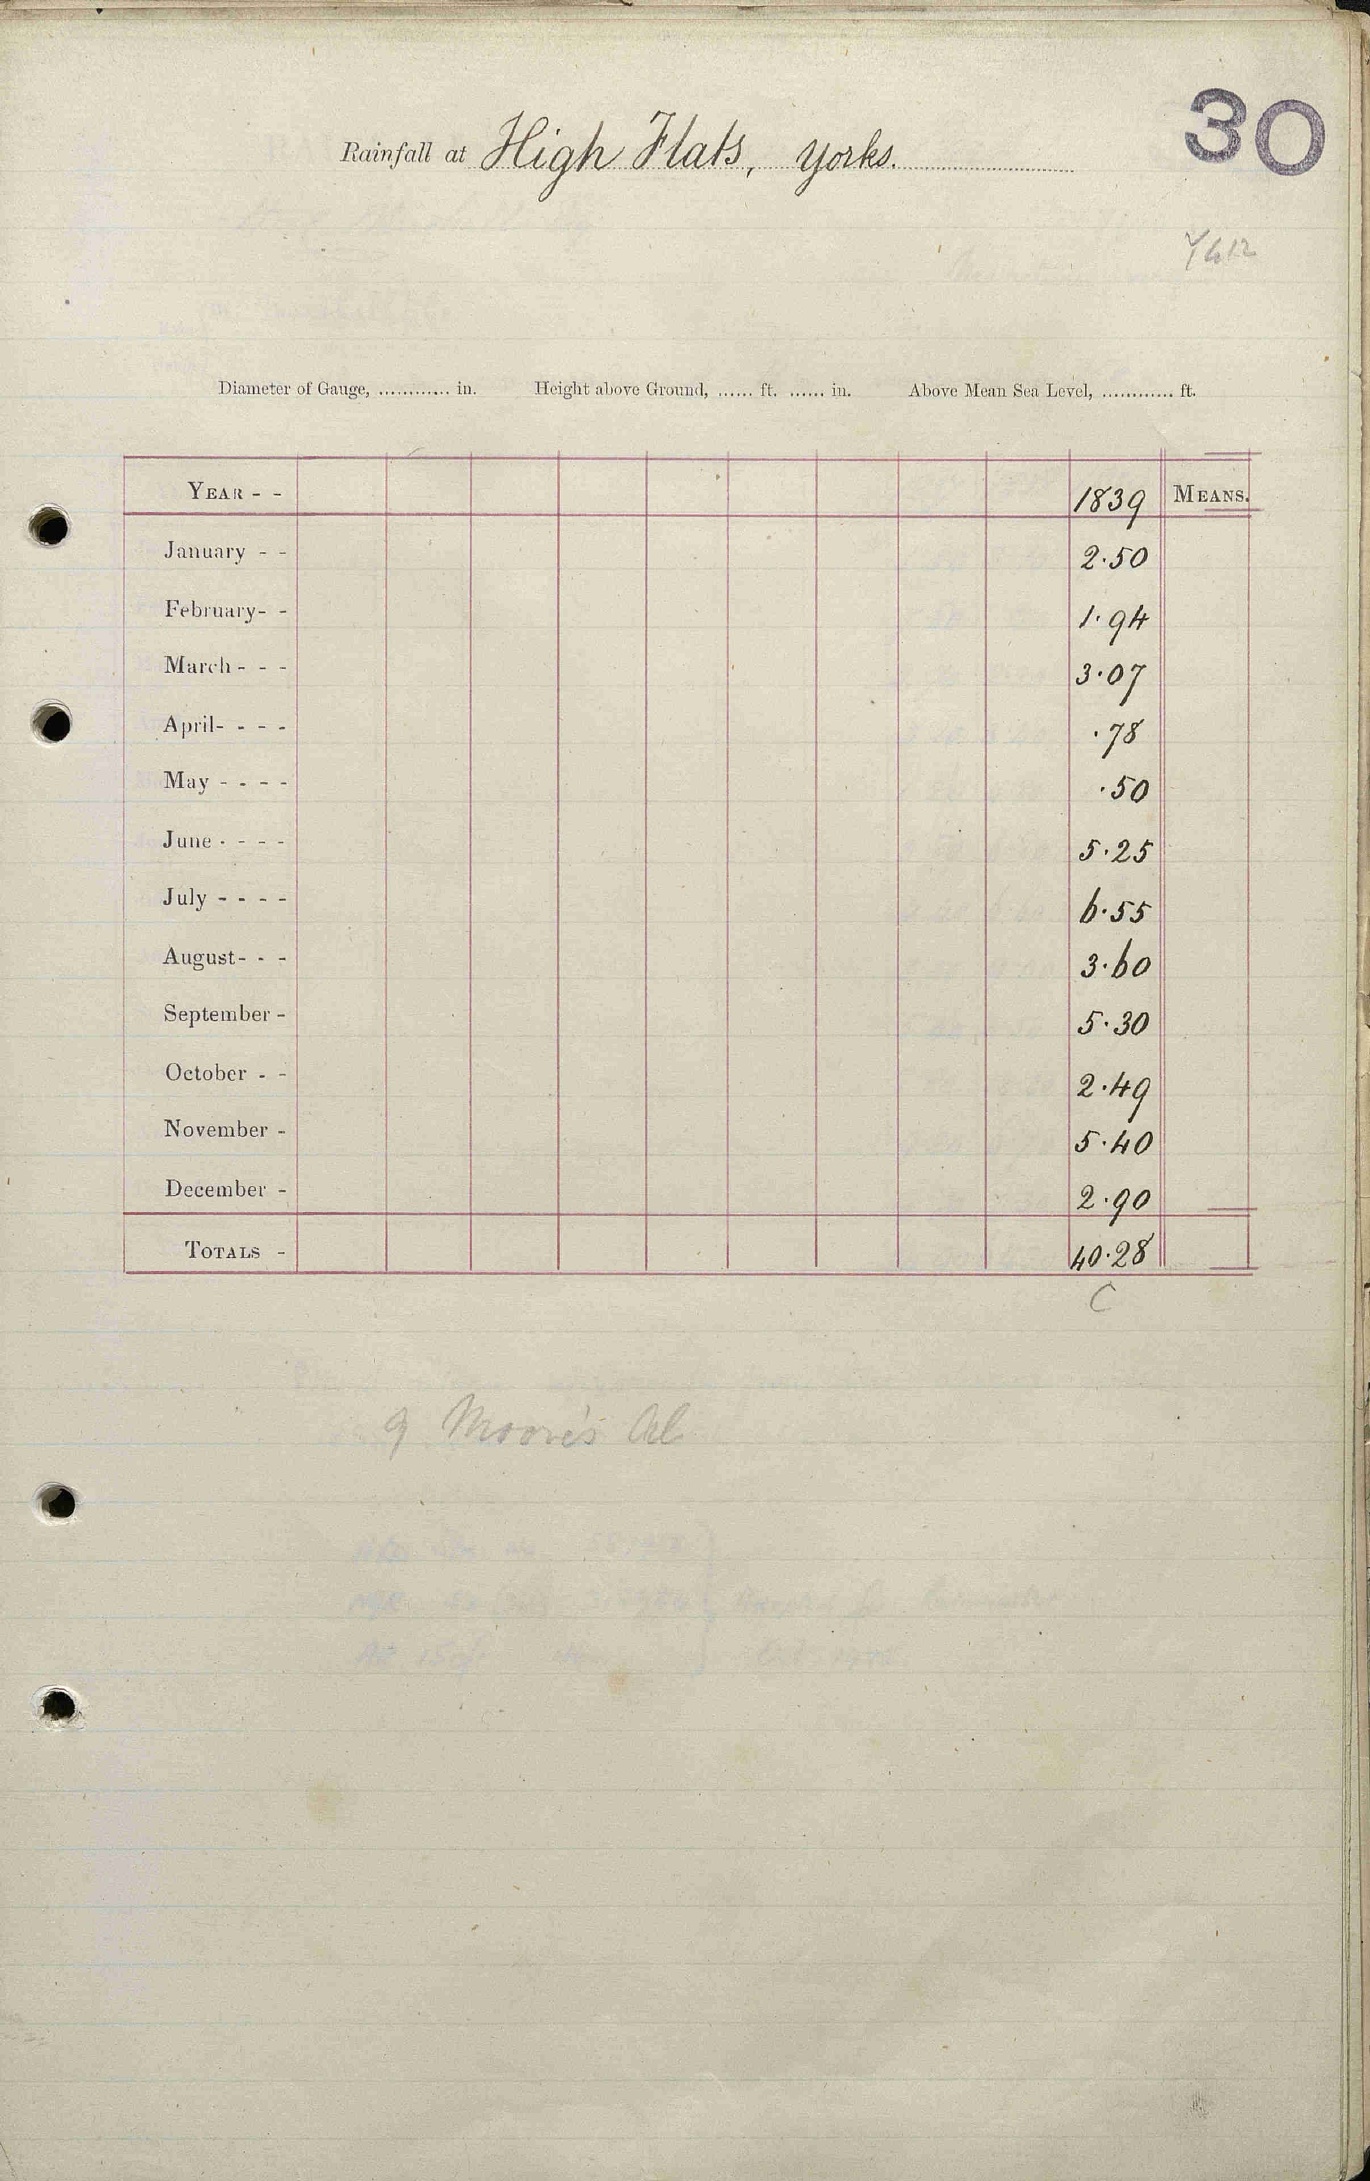 30
Rainfall at High Flats, Yorks.
Diameter of Gauge, ............ in. Height above Ground, ...... ft. ...... in. Above Mean Sea Level, ............ ft.
YEAR - - 1839 MEANS.
January - - 2.50
February - - 1.94
March - - - 3.07
April - - - - .78
May - - - - .50
June - - - - 5.25
July - - - - 6.55
August - - - 3.60
September - 5.30
October - - 2.49
November - 5.40
December - 2.90
TOTALS - 40.28
C
Moore's